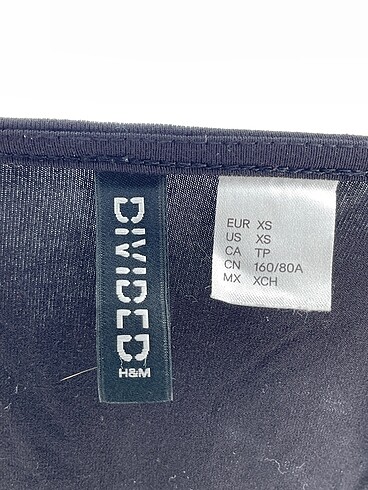 DIVIDED
H&M
EUR XS
US XS
CA TP
CN 160/80A
MX XCH